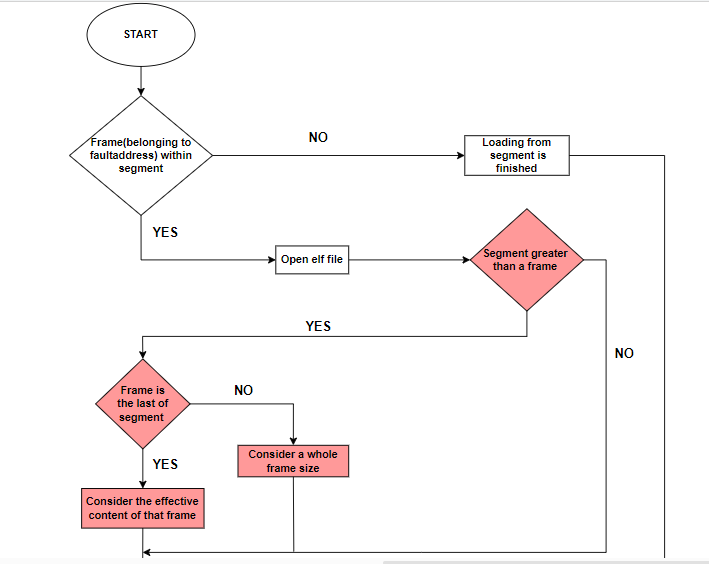 START
Frame(belonging to
faultaddress) within
segment
NO
Loading from
segment is
finished
YES
Open elf file
Segment greater
than a frame
YES
NO
Frame is
the last of
segment
NO
Consider a whole
frame size
YES
Consider the effective
content of that frame